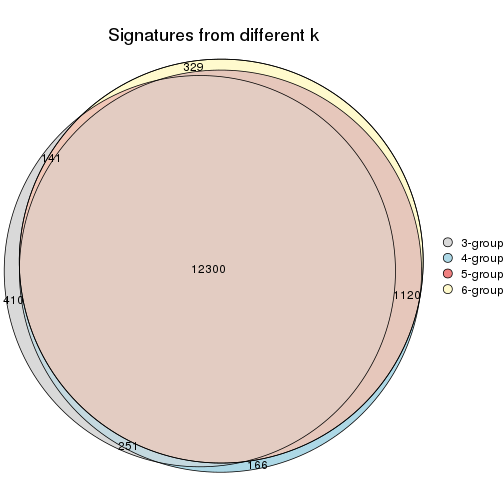 Signatures from different k
329
141
12300
410
1120
251
166
3-group
4-group
5-group
6-group